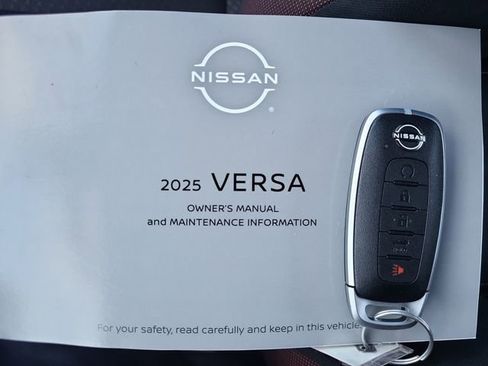 NISSAN
2025 VERSA
OWNER'S MANUAL
and MAINTENANCE INFORMATION
For your safety, read carefully and keep in this vehicle.
NISSAN